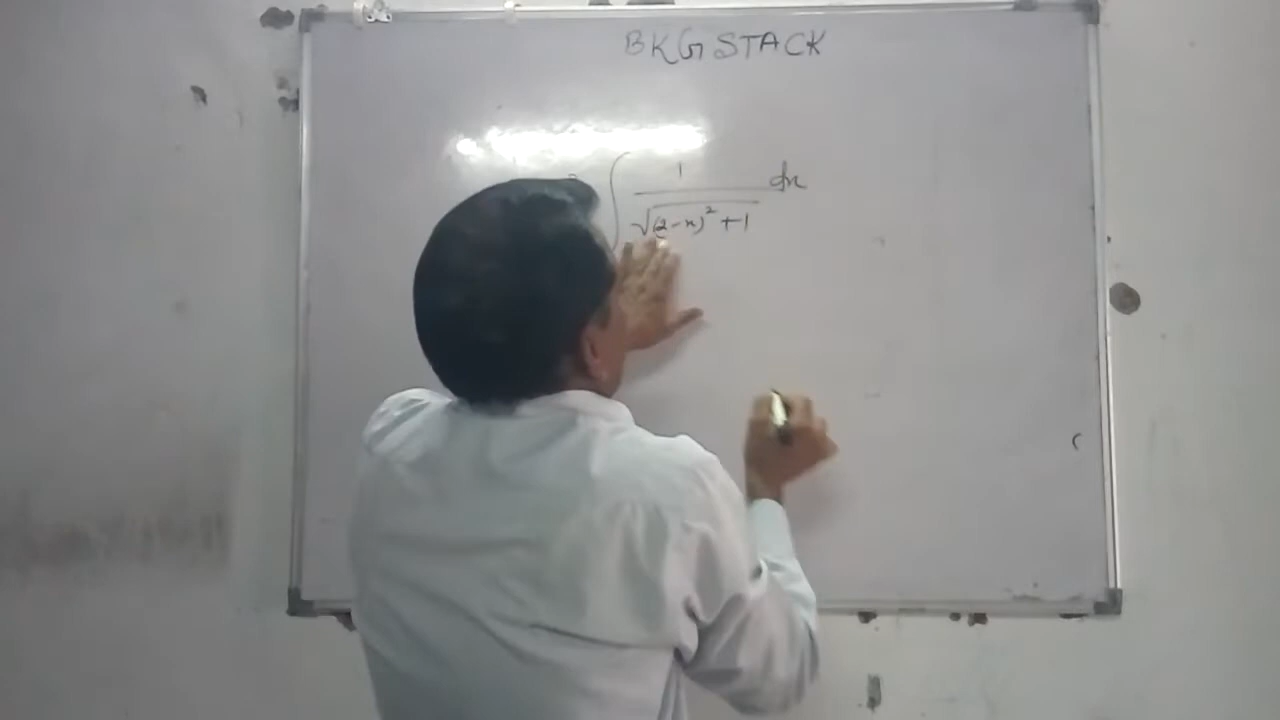 BKG STACK
∫ 1/√((2-x)² + 1) dx